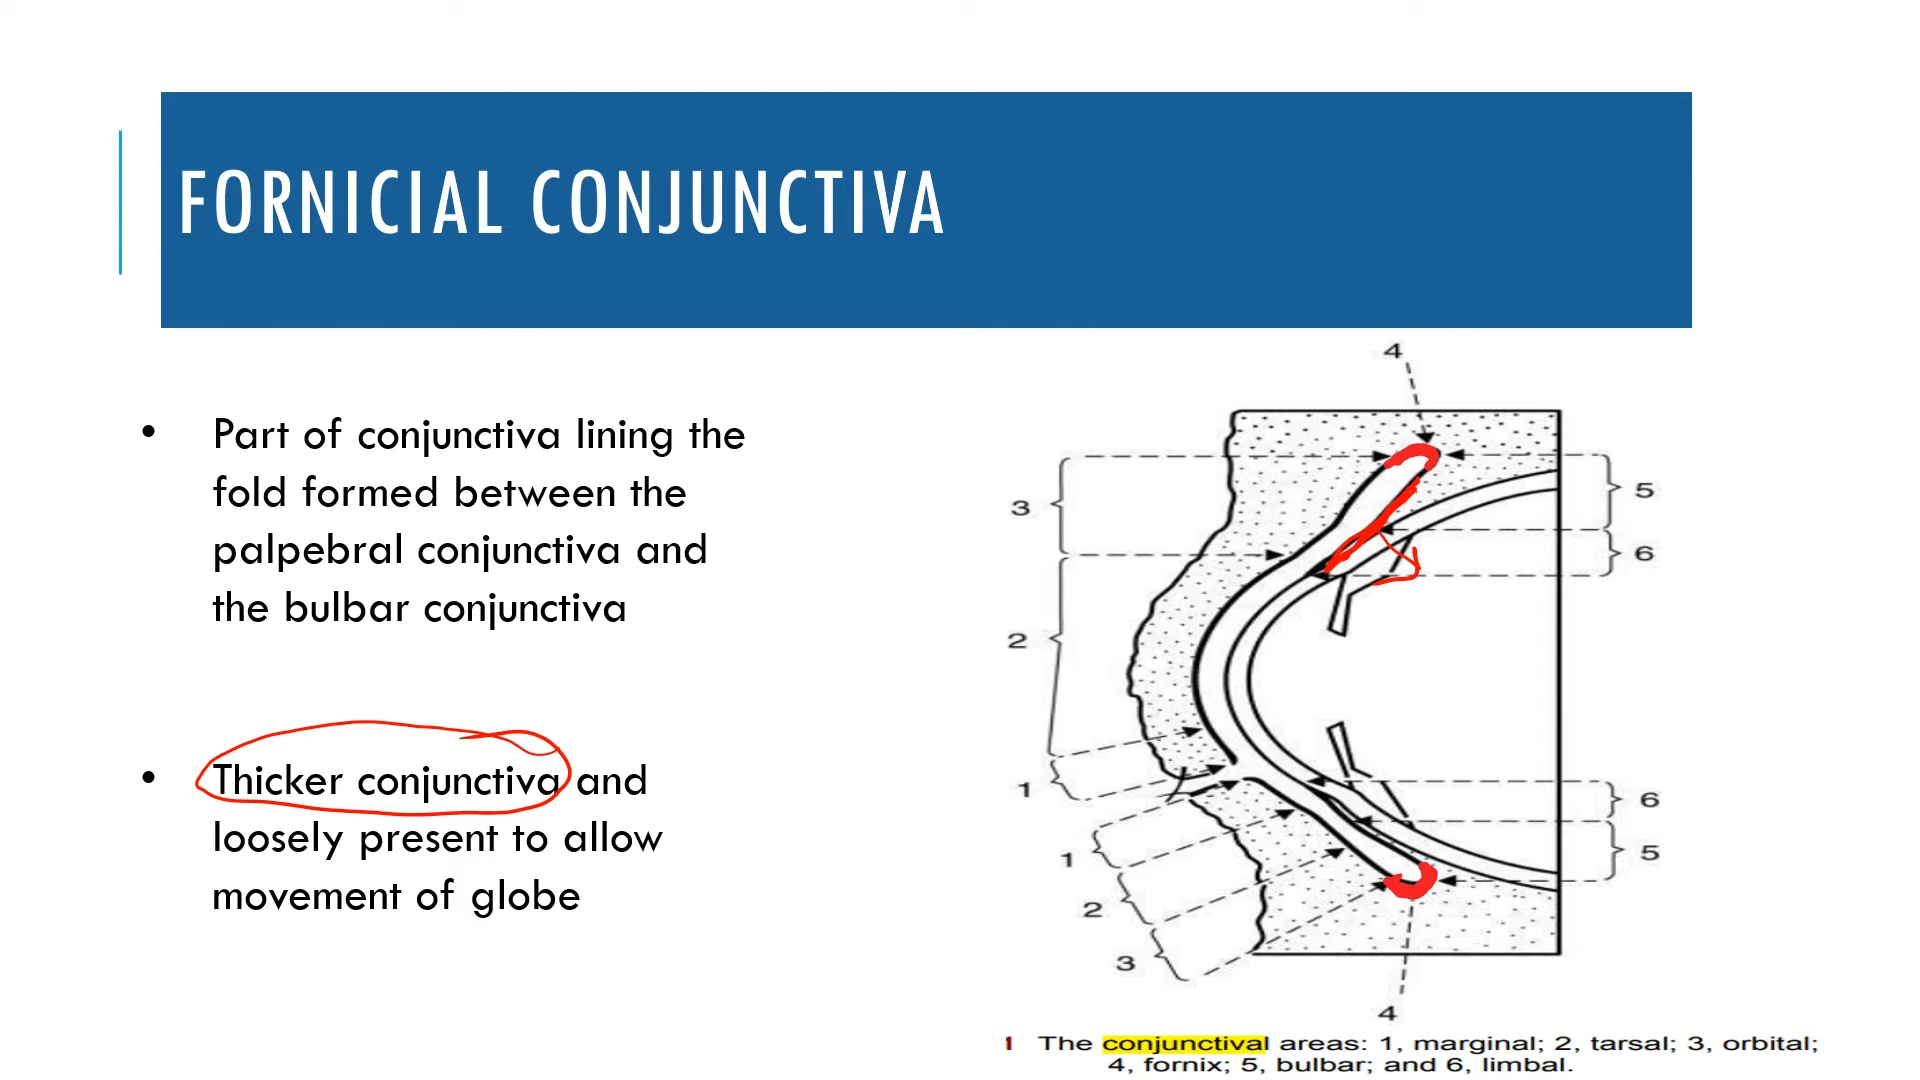 FORNICIAL CONJUNCTIVA
• Part of conjunctiva lining the
fold formed between the
palpebral conjunctiva and
the bulbar conjunctiva
• Thicker conjunctiva and
loosely present to allow
movement of globe
4
3
5
6
2
1
6
1
5
2
3
4
1 The conjunctival areas: 1, marginal; 2, tarsal; 3, orbital;
4, fornix; 5, bulbar; and 6, limbal.